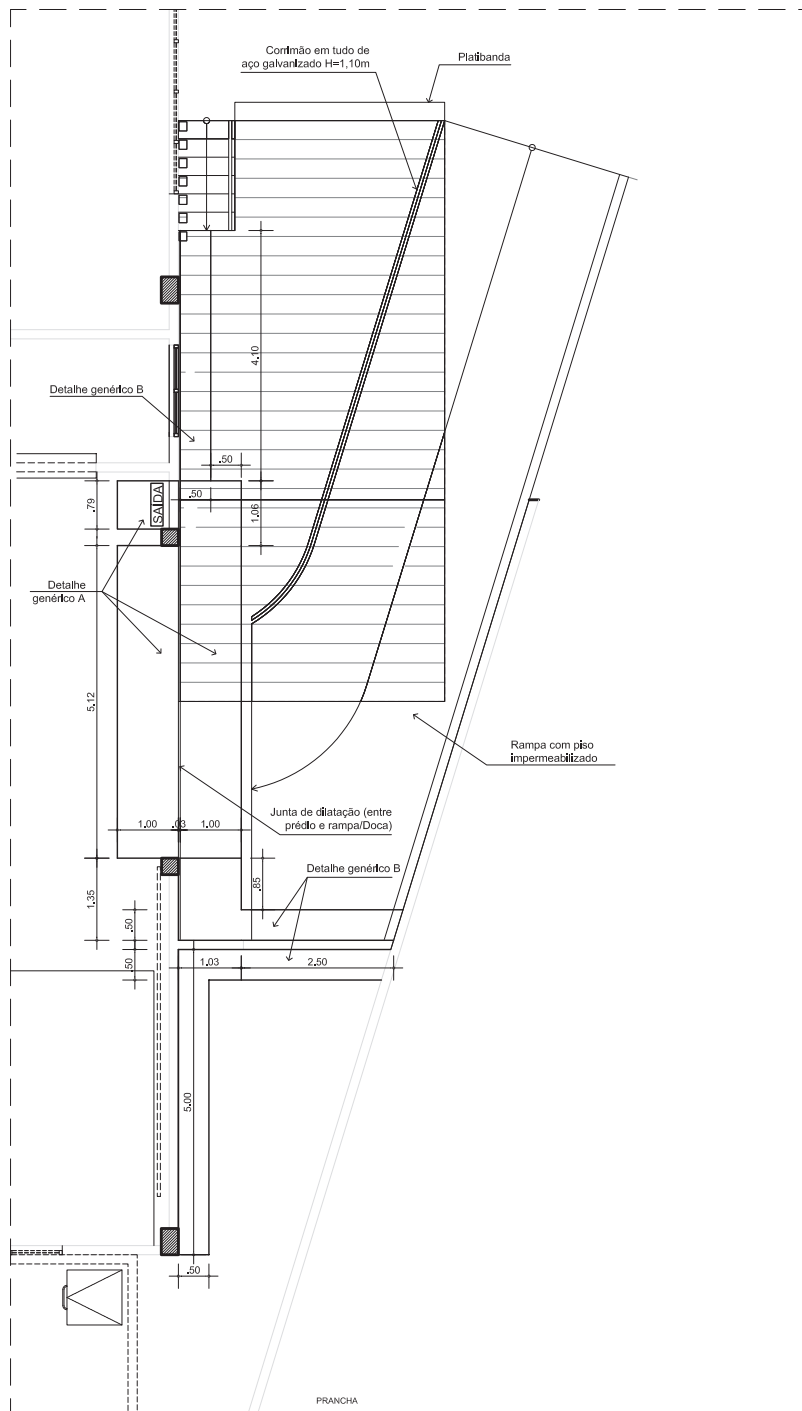 Corrimão em tudo de
aço galvanizado H=1,10m
Platibanda
4.10
Detalhe genérico B
.50
.50
SAÍDA
.79
1.06
Detalhe
genérico A
5.12
Rampa com piso
impermeabilizado
Junta de dilatação (entre
prédio e rampa/Doca)
1.00
.03
1.00
Detalhe genérico B
.85
1.35
.50
.50
1.03
2.50
5.00
.50
PRANCHA